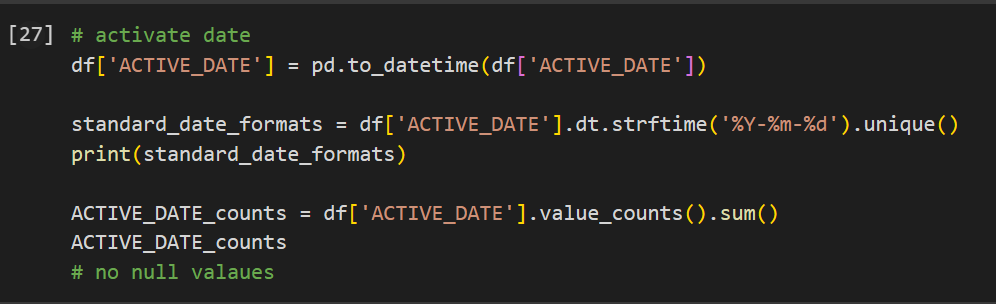 [27] # activate date
df['ACTIVE_DATE'] = pd.to_datetime(df['ACTIVE_DATE'])
standard_date_formats = df['ACTIVE_DATE'].dt.strftime('%Y-%m-%d').unique()
print(standard_date_formats)
ACTIVE_DATE_counts = df['ACTIVE_DATE'].value_counts().sum()
ACTIVE_DATE_counts
# no null valaues